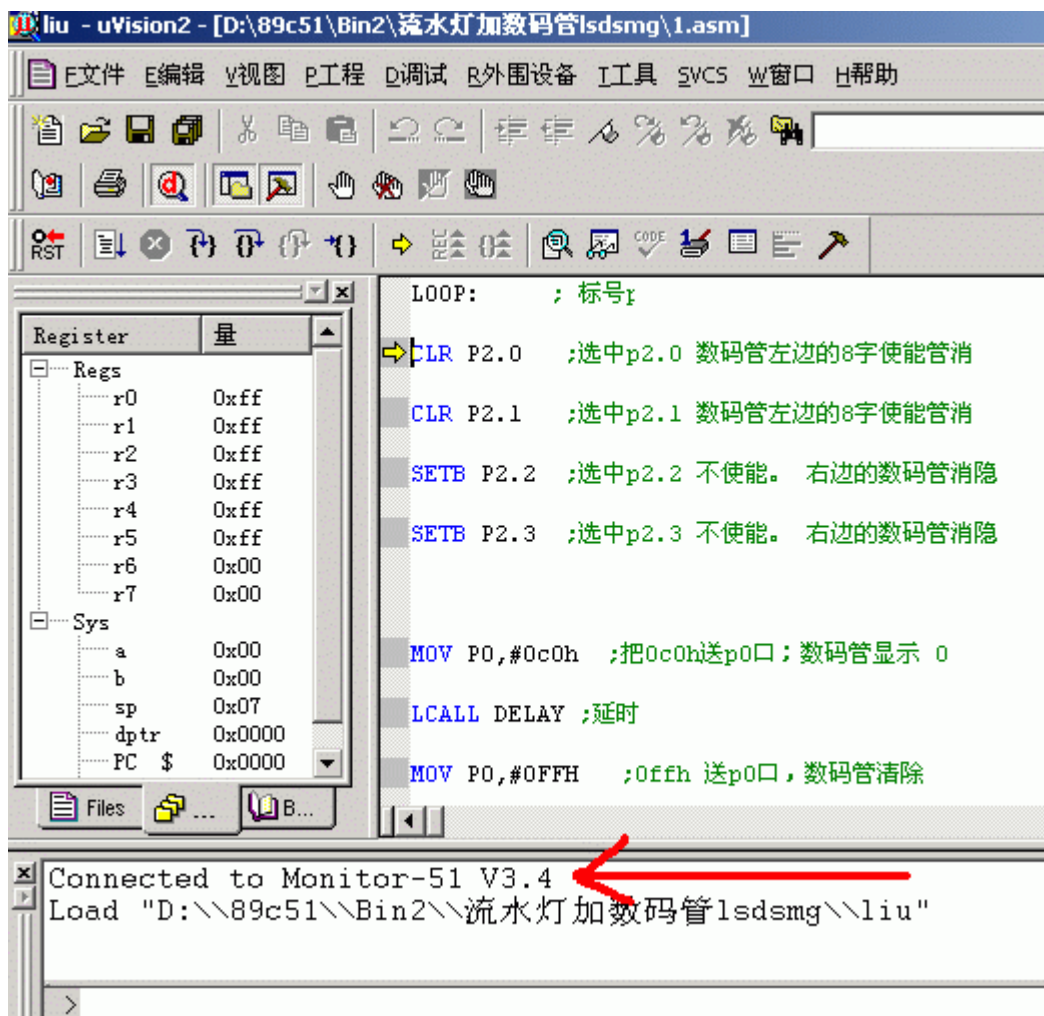 liu - uVision2 - [D:\89c51\Bin2\流水灯加数码管lsdsmg\1.asm]
F文件 E编辑 V视图 P工程 D调试 R外围设备 T工具 SVCS W窗口 H帮助
RST
CODE
Register 量
Regs
r0 0xff
r1 0xff
r2 0xff
r3 0xff
r4 0xff
r5 0xff
r6 0x00
r7 0x00
Sys
a 0x00
b 0x00
sp 0x07
dptr 0x0000
PC $ 0x0000
Files ... B...
LOOP: ; 标号r
CLR P2.0 ;选中p2.0 数码管左边的8字使能管消
CLR P2.1 ;选中p2.1 数码管左边的8字使能管消
SETB P2.2 ;选中p2.2 不使能。 右边的数码管消隐
SETB P2.3 ;选中p2.3 不使能。 右边的数码管消隐
MOV P0,#0c0h ;把0c0h送p0口；数码管显示 0
LCALL DELAY ;延时
MOV P0,#0FFH ;0ffh 送p0口，数码管清除
Connected to Monitor-51 V3.4
Load "D:\\89c51\\Bin2\\流水灯加数码管lsdsmg\\liu"
>